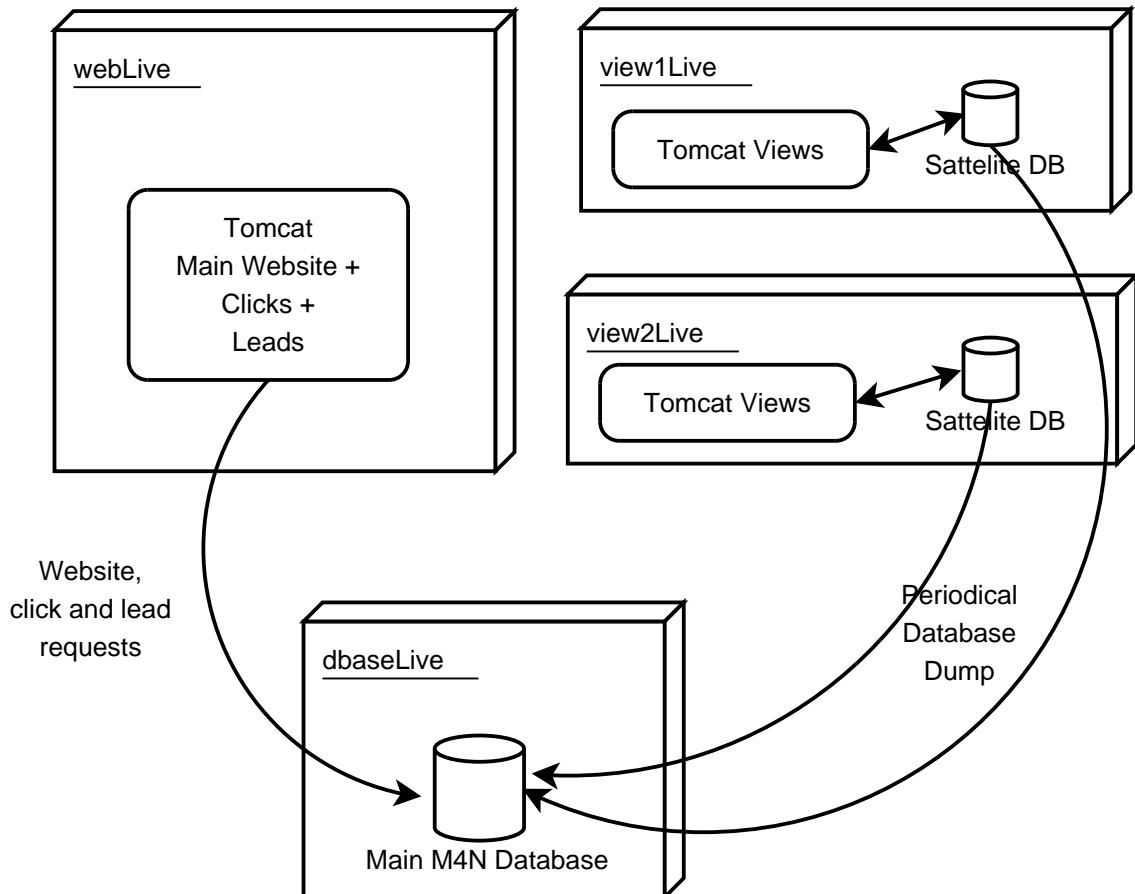 webLive
Tomcat
Main Website +
Clicks +
Leads
view1Live
Tomcat Views
Sattelite DB
view2Live
Tomcat Views
Sattelite DB
Website,
click and lead
requests
Periodical
Database
Dump
dbaseLive
Main M4N Database